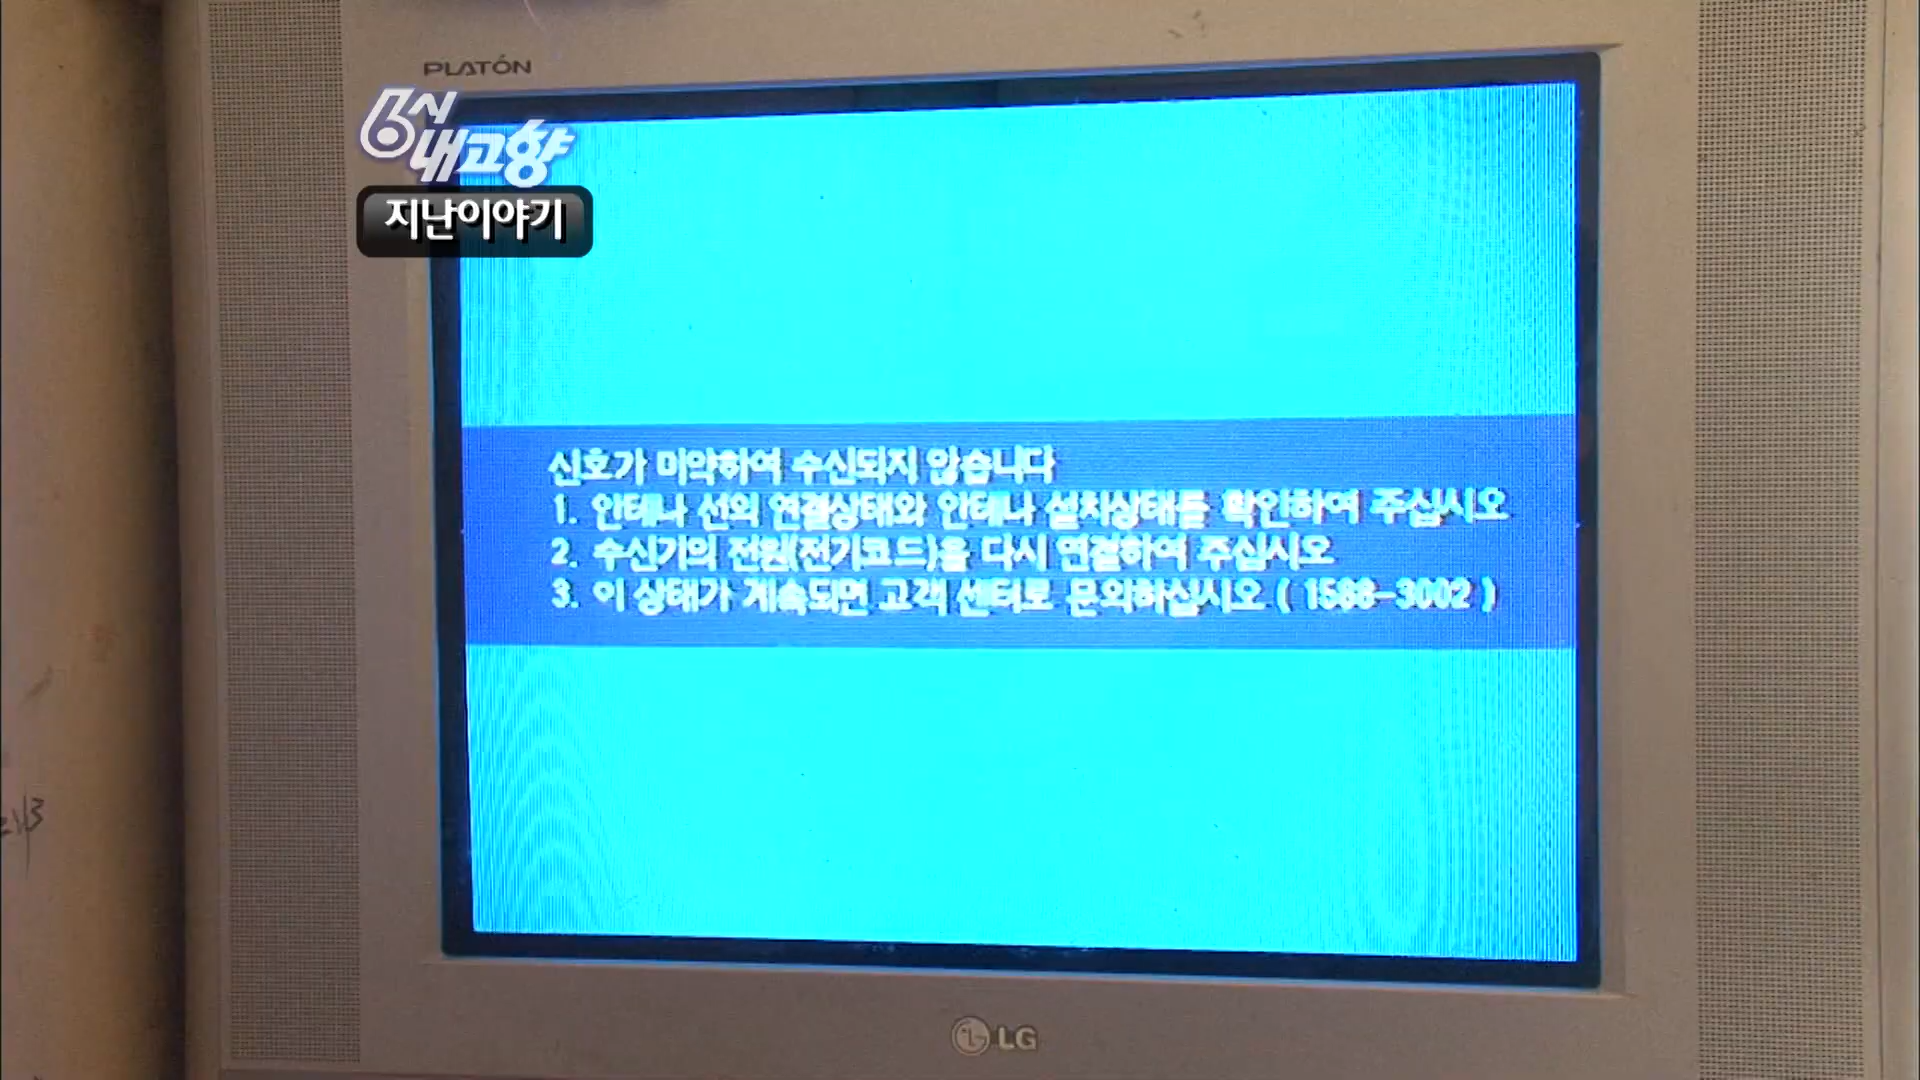 PLATÓN
6시
내고향
지난이야기
신호가 미약하여 수신되지 않습니다
1. 안테나 선의 연결상태와 안테나 설치상태를 확인하여 주십시오
2. 수신기의 전원(전기코드)을 다시 연결하여 주십시오
3. 이 상태가 계속되면 고객 센터로 문의하십시오 ( 1588-3002 )
LG